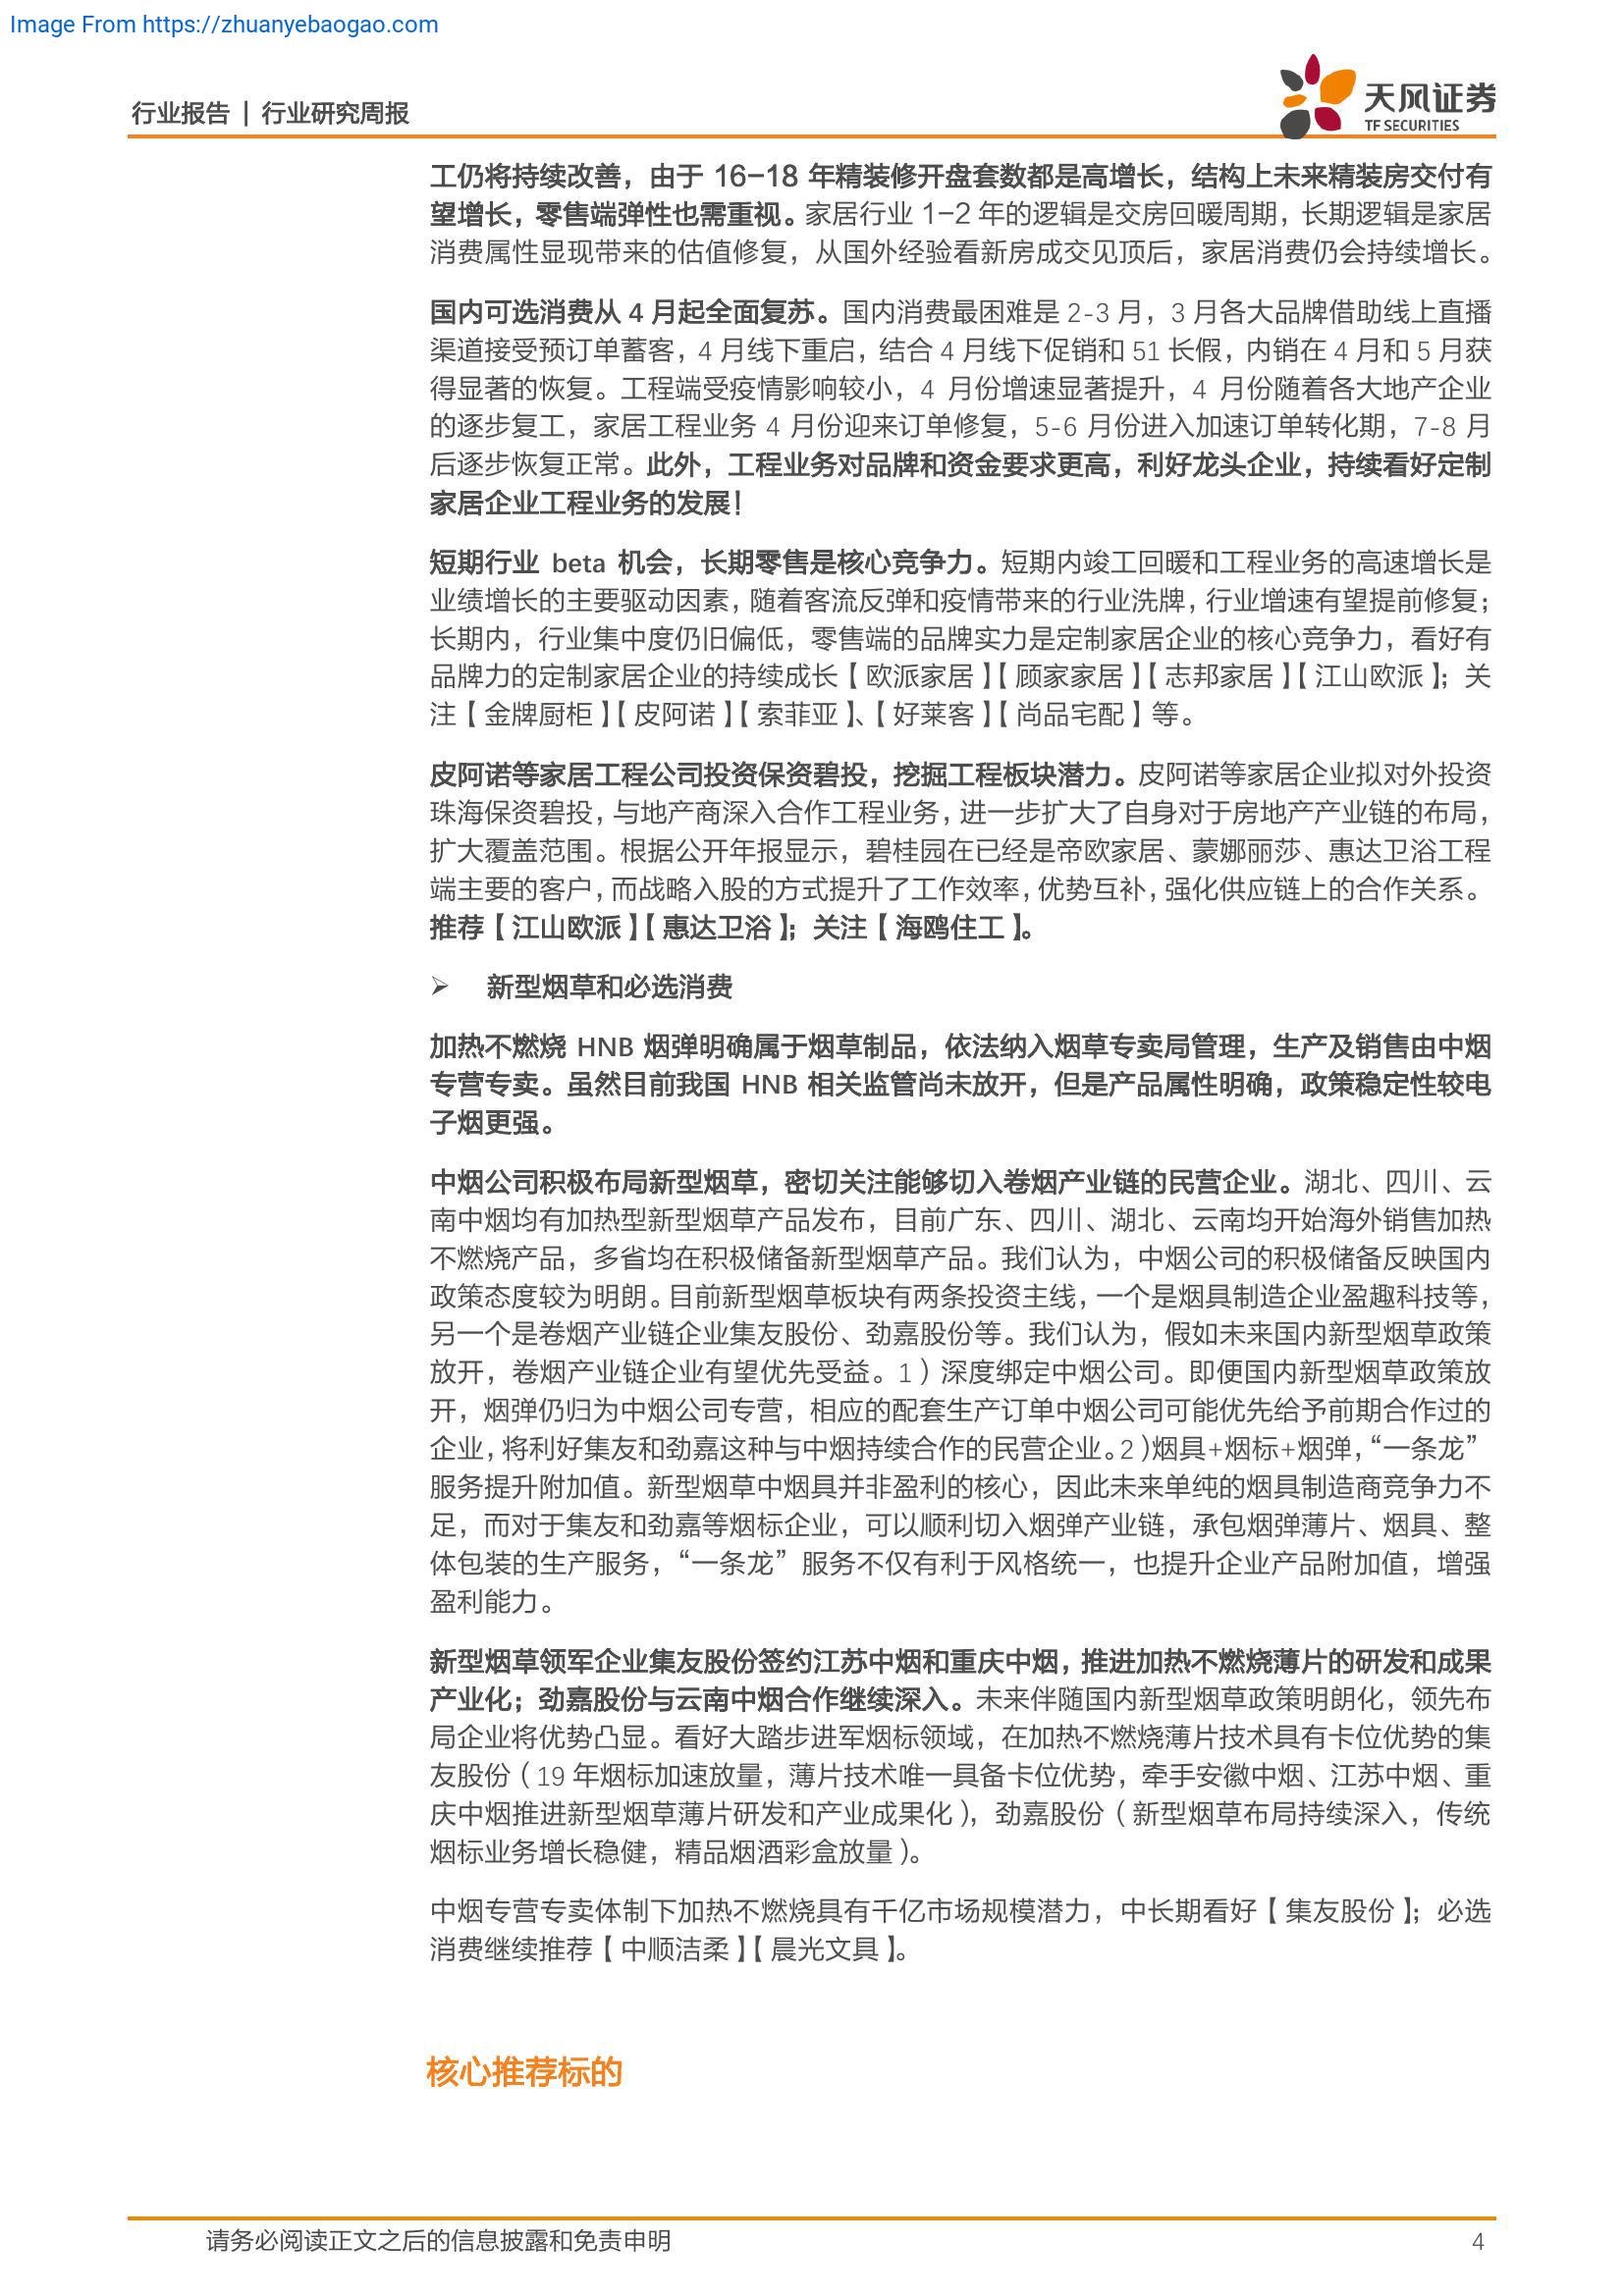 Image From https://zhuanyebaogao.com
行业报告 | 行业研究周报
天风证券
TF SECURITIES
工仍将持续改善，由于 16-18 年精装修开盘套数都是高增长，结构上未来精装房交付有
望增长，零售端弹性也需重视。家居行业 1-2 年的逻辑是交房回暖周期，长期逻辑是家居
消费属性显现带来的估值修复，从国外经验看新房成交见顶后，家居消费仍会持续增长。
国内可选消费从 4 月起全面复苏。国内消费最困难是 2-3 月，3 月各大品牌借助线上直播
渠道接受预订单蓄客，4 月线下重启，结合 4 月线下促销和 51 长假，内销在 4 月和 5 月获
得显著的恢复。工程端受疫情影响较小，4 月份增速显著提升，4 月份随着各大地产企业
的逐步复工，家居工程业务 4 月份迎来订单修复，5-6 月份进入加速订单转化期，7-8 月
后逐步恢复正常。此外，工程业务对品牌和资金要求更高，利好龙头企业，持续看好定制
家居企业工程业务的发展！
短期行业 beta 机会，长期零售是核心竞争力。短期内竣工回暖和工程业务的高速增长是
业绩增长的主要驱动因素，随着客流反弹和疫情带来的行业洗牌，行业增速有望提前修复；
长期内，行业集中度仍旧偏低，零售端的品牌实力是定制家居企业的核心竞争力，看好有
品牌力的定制家居企业的持续成长【欧派家居】【顾家家居】【志邦家居】【江山欧派】；关
注【金牌厨柜】【皮阿诺】【索菲亚】、【好莱客】【尚品宅配】等。
皮阿诺等家居工程公司投资保资碧投，挖掘工程板块潜力。皮阿诺等家居企业拟对外投资
珠海保资碧投，与地产商深入合作工程业务，进一步扩大了自身对于房地产产业链的布局，
扩大覆盖范围。根据公开年报显示，碧桂园在已经是帝欧家居、蒙娜丽莎、惠达卫浴工程
端主要的客户，而战略入股的方式提升了工作效率，优势互补，强化供应链上的合作关系。
推荐【江山欧派】【惠达卫浴】；关注【海鸥住工】。
➢ 新型烟草和必选消费
加热不燃烧 HNB 烟弹明确属于烟草制品，依法纳入烟草专卖局管理，生产及销售由中烟
专营专卖。虽然目前我国 HNB 相关监管尚未放开，但是产品属性明确，政策稳定性较电
子烟更强。
中烟公司积极布局新型烟草，密切关注能够切入卷烟产业链的民营企业。湖北、四川、云
南中烟均有加热型新型烟草产品发布，目前广东、四川、湖北、云南均开始海外销售加热
不燃烧产品，多省均在积极储备新型烟草产品。我们认为，中烟公司的积极储备反映国内
政策态度较为明朗。目前新型烟草板块有两条投资主线，一个是烟具制造企业盈趣科技等，
另一个是卷烟产业链企业集友股份、劲嘉股份等。我们认为，假如未来国内新型烟草政策
放开，卷烟产业链企业有望优先受益。1）深度绑定中烟公司。即便国内新型烟草政策放
开，烟弹仍归为中烟公司专营，相应的配套生产订单中烟公司可能优先给予前期合作过的
企业，将利好集友和劲嘉这种与中烟持续合作的民营企业。2）烟具+烟标+烟弹，“一条龙”
服务提升附加值。新型烟草中烟具并非盈利的核心，因此未来单纯的烟具制造商竞争力不
足，而对于集友和劲嘉等烟标企业，可以顺利切入烟弹产业链，承包烟弹薄片、烟具、整
体包装的生产服务，“一条龙”服务不仅有利于风格统一，也提升企业产品附加值，增强
盈利能力。
新型烟草领军企业集友股份签约江苏中烟和重庆中烟，推进加热不燃烧薄片的研发和成果
产业化；劲嘉股份与云南中烟合作继续深入。未来伴随国内新型烟草政策明朗化，领先布
局企业将优势凸显。看好大踏步进军烟标领域，在加热不燃烧薄片技术具有卡位优势的集
友股份（19 年烟标加速放量，薄片技术唯一具备卡位优势，牵手安徽中烟、江苏中烟、重
庆中烟推进新型烟草薄片研发和产业成果化），劲嘉股份（新型烟草布局持续深入，传统
烟标业务增长稳健，精品烟酒彩盒放量）。
中烟专营专卖体制下加热不燃烧具有千亿市场规模潜力，中长期看好【集友股份】；必选
消费继续推荐【中顺洁柔】【晨光文具】。
核心推荐标的
请务必阅读正文之后的信息披露和免责申明
4